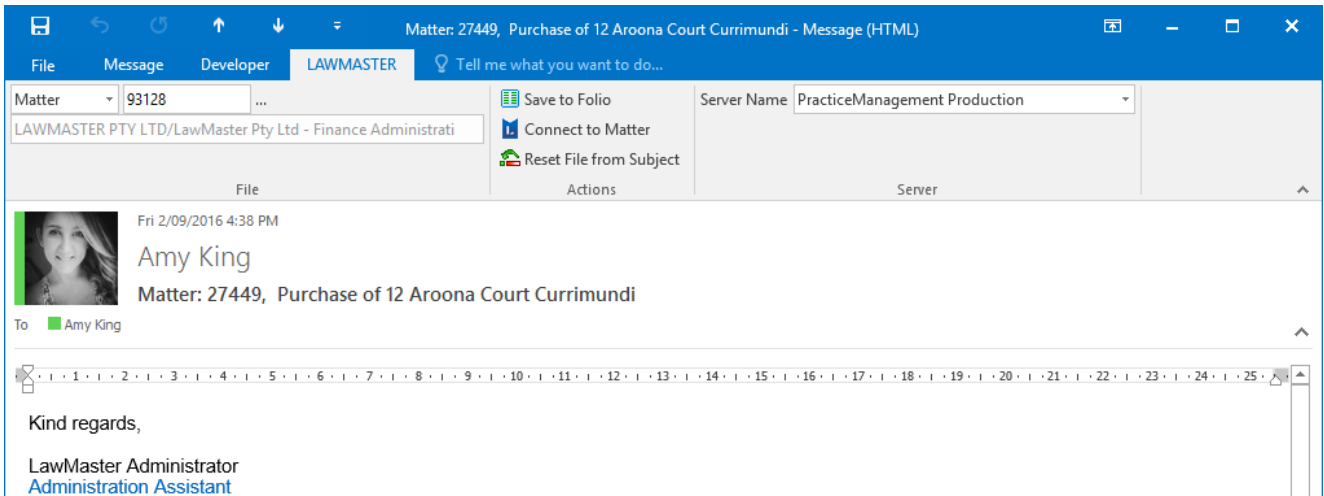 Matter: 27449, Purchase of 12 Aroona Court Currimundi - Message (HTML)
File Message Developer LAWMASTER Tell me what you want to do...
Matter 93128 ... Save to Folio Server Name PracticeManagement Production
LAWMASTER PTY LTD/LawMaster Pty Ltd - Finance Administrati Connect to Matter
Reset File from Subject
File Actions Server
Fri 2/09/2016 4:38 PM
Amy King
Matter: 27449, Purchase of 12 Aroona Court Currimundi
To Amy King
1 2 3 4 5 6 7 8 9 10 11 12 13 14 15 16 17 18 19 20 21 22 23 24 25
Kind regards,
LawMaster Administrator
Administration Assistant